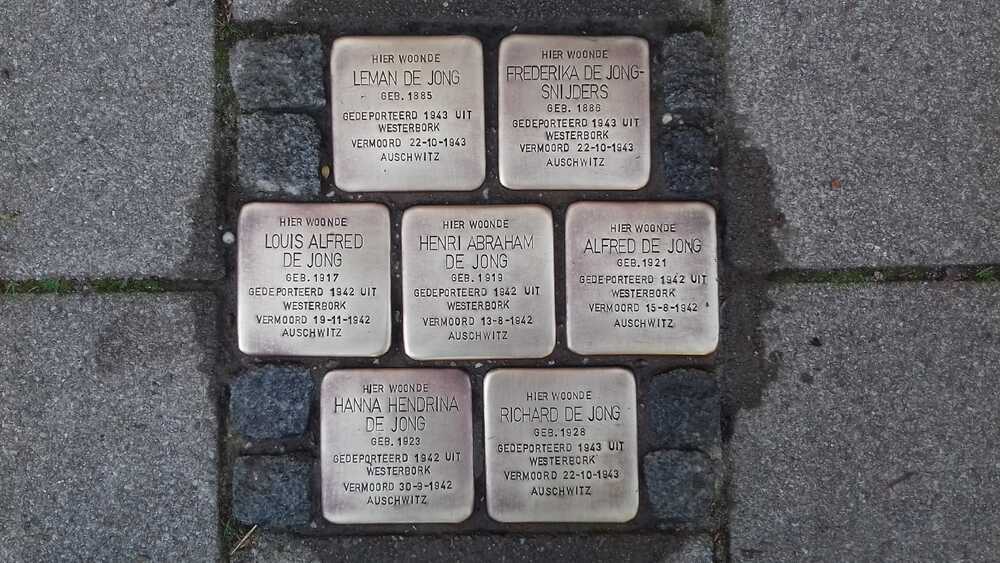 HIER WOONDE
LEMAN DE JONG
GEB. 1885
GEDEPORTEERD 1943 UIT
WESTERBORK
VERMOORD 22-10-1943
AUSCHWITZ
HIER WOONDE
FREDERIKA DE JONG-
SNIJDERS
GEB. 1886
GEDEPORTEERD 1943 UIT
WESTERBORK
VERMOORD 22-10-1943
AUSCHWITZ
HIER WOONDE
LOUIS ALFRED
DE JONG
GEB. 1917
GEDEPORTEERD 1942 UIT
WESTERBORK
VERMOORD 19-11-1942
AUSCHWITZ
HIER WOONDE
HENRI ABRAHAM
DE JONG
GEB. 1919
GEDEPORTEERD 1942 UIT
WESTERBORK
VERMOORD 13-8-1942
AUSCHWITZ
HIER WOONDE
ALFRED DE JONG
GEB. 1921
GEDEPORTEERD 1942 UIT
WESTERBORK
VERMOORD 15-8-1942
AUSCHWITZ
HIER WOONDE
HANNA HENDRINA
DE JONG
GEB. 1923
GEDEPORTEERD 1942 UIT
WESTERBORK
VERMOORD 30-9-1942
AUSCHWITZ
HIER WOONDE
RICHARD DE JONG
GEB. 1928
GEDEPORTEERD 1943 UIT
WESTERBORK
VERMOORD 22-10-1943
AUSCHWITZ